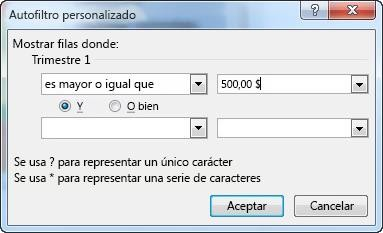 Autofiltro personalizado
Mostrar filas donde:
Trimestre 1
es mayor o igual que 500,00 $
Y O bien
Se usa ? para representar un único carácter
Se usa * para representar una serie de caracteres
Aceptar Cancelar